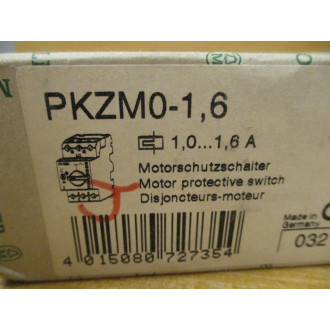 PKZM0-1,6
1,0...1,6 A
Motorschutzschalter
Motor protective switch
Disjoncteurs-moteur
Made in
032
4 015080 727354